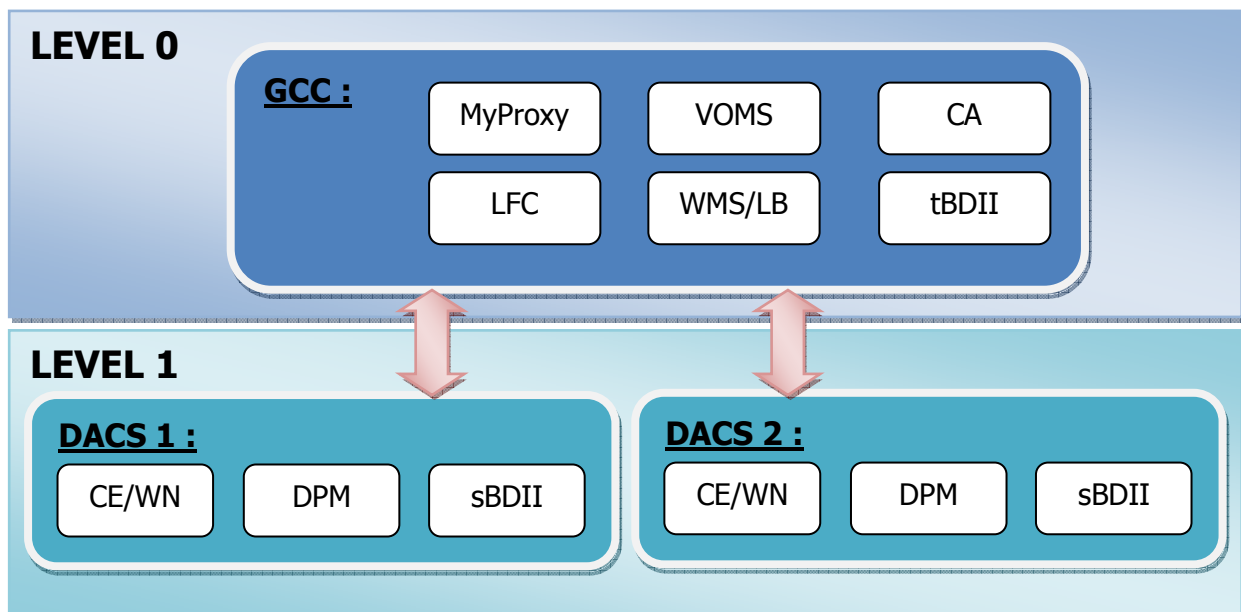 LEVEL 0
GCC :
MyProxy VOMS CA
LFC WMS/LB tBDII
LEVEL 1
DACS 1 :
CE/WN DPM sBDII
DACS 2 :
CE/WN DPM sBDII